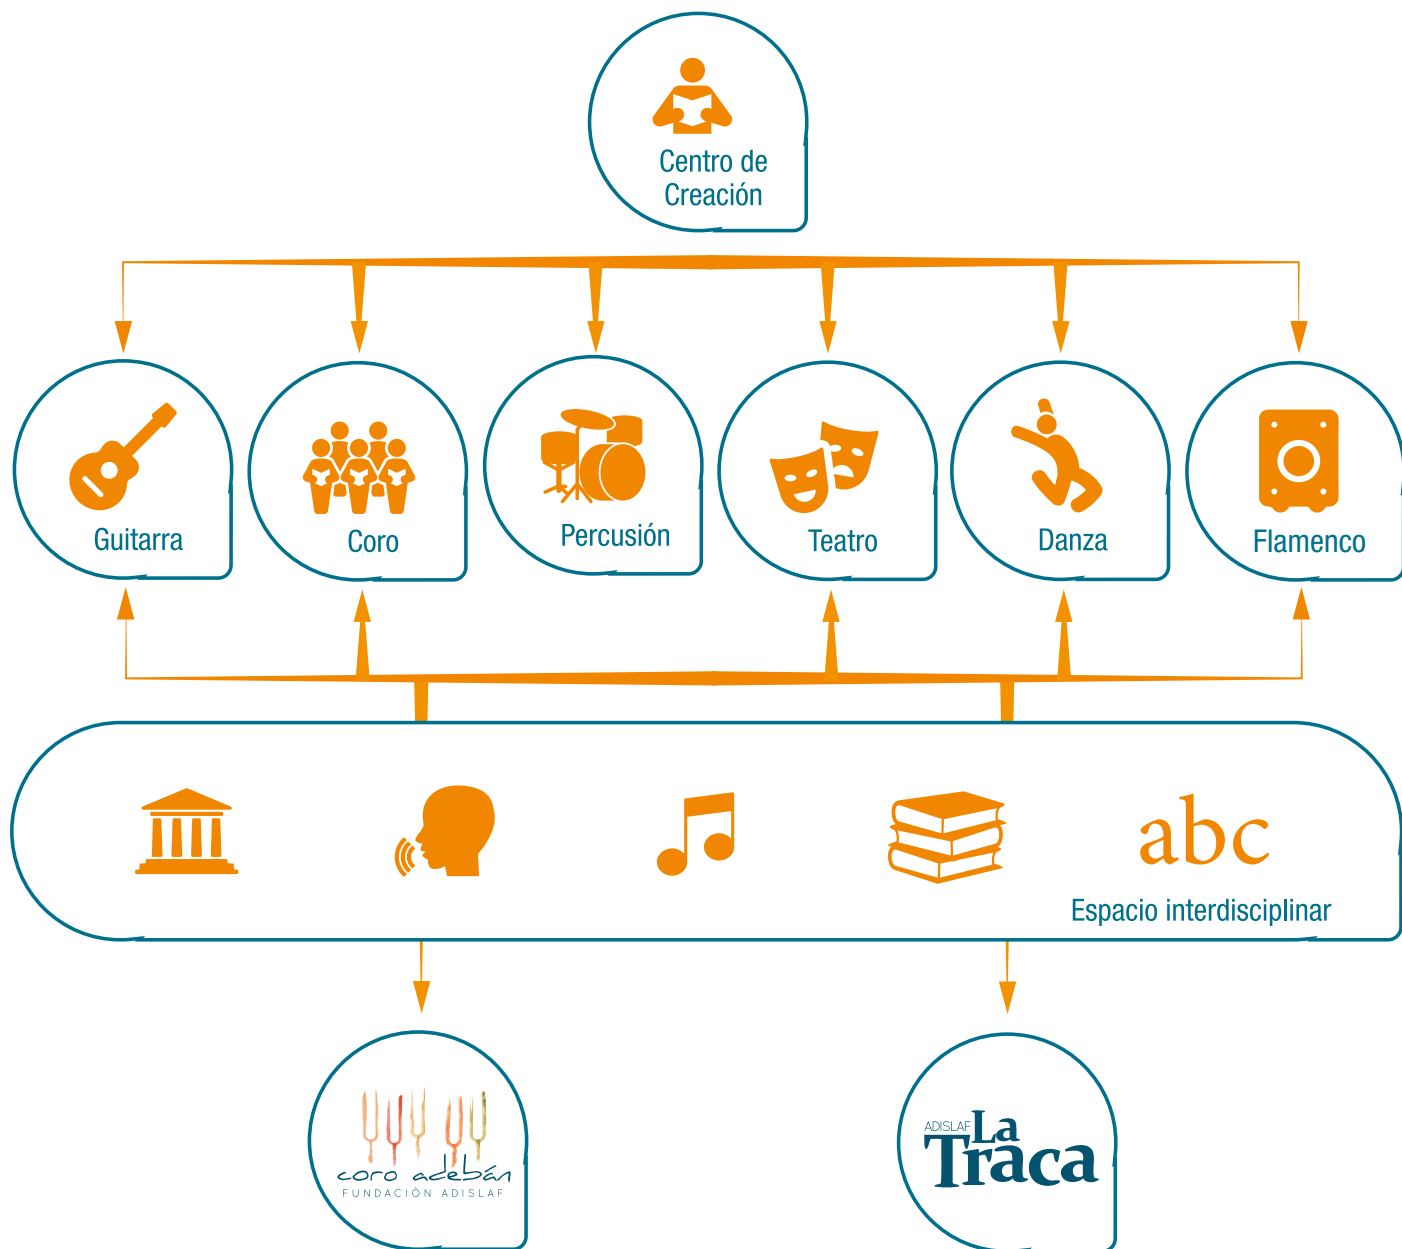 Centro de
Creación
Guitarra
Coro
Percusión
Teatro
Danza
Flamenco
abc
Espacio interdisciplinar
coro adebán
FUNDACIÓN ADISLAF
ADISLAF La
Traca